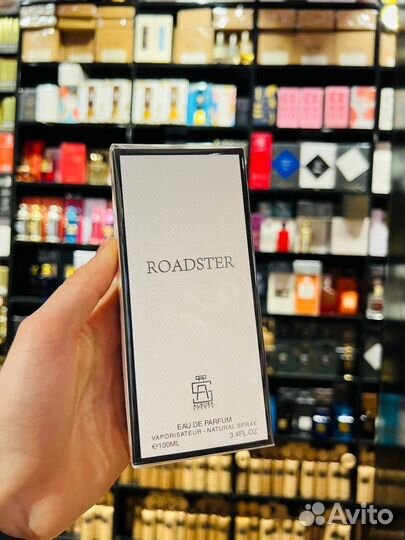 ROADSTER
EAU DE PARFUM
VAPORISATEUR - NATURAL SPRAY
℮100ML 3.4FL.OZ
Avito